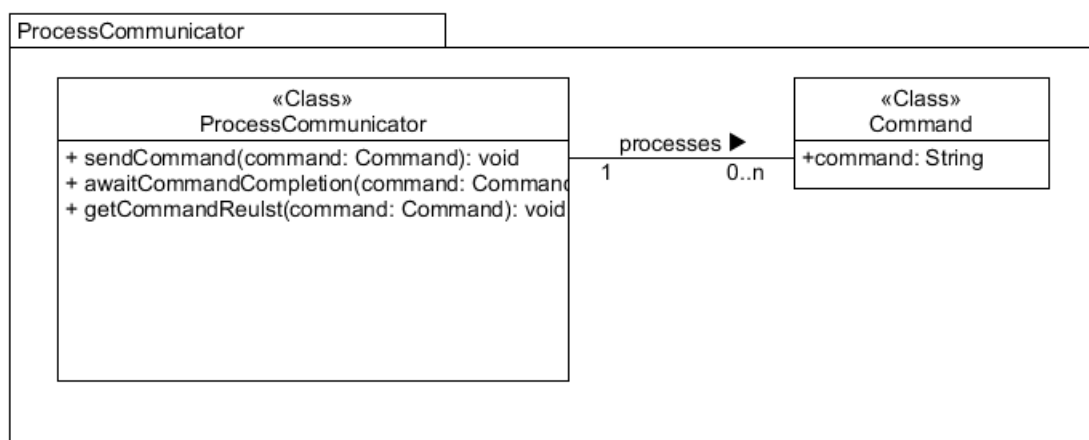 ProcessCommunicator
«Class»
ProcessCommunicator
+ sendCommand(command: Command): void
+ awaitCommandCompletion(command: Command
+ getCommandReulst(command: Command): void
processes ▶
1
0..n
«Class»
Command
+command: String